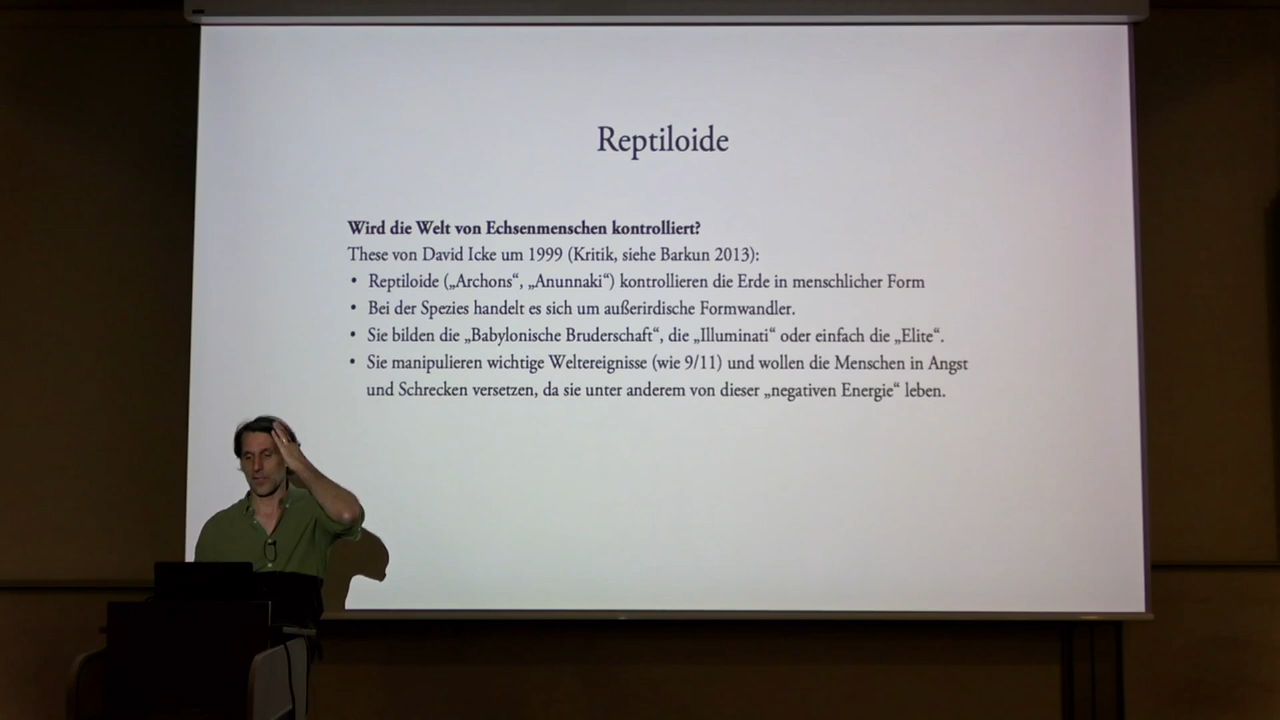 Reptiloide
Wird die Welt von Echsenmenschen kontrolliert?
These von David Icke um 1999 (Kritik, siehe Barkun 2013):
• Reptiloide („Archons“, „Anunnaki“) kontrollieren die Erde in menschlicher Form
• Bei der Spezies handelt es sich um außerirdische Formwandler.
• Sie bilden die „Babylonische Bruderschaft“, die „Illuminati“ oder einfach die „Elite“.
• Sie manipulieren wichtige Weltereignisse (wie 9/11) und wollen die Menschen in Angst
und Schrecken versetzen, da sie unter anderem von dieser „negativen Energie“ leben.